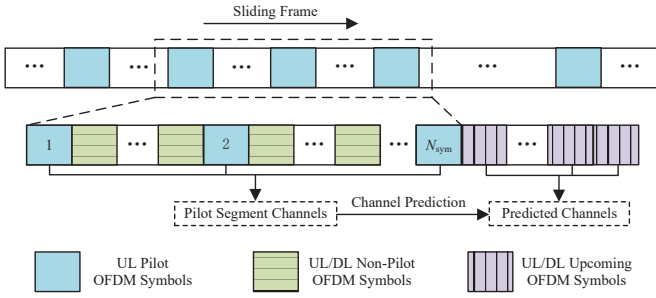 Sliding Frame
... ... ... ... ... ...
1 ... 2 ... ... N_sym ...
Channel Prediction
Pilot Segment Channels Predicted Channels
UL Pilot
OFDM Symbols
UL/DL Non-Pilot
OFDM Symbols
UL/DL Upcoming
OFDM Symbols